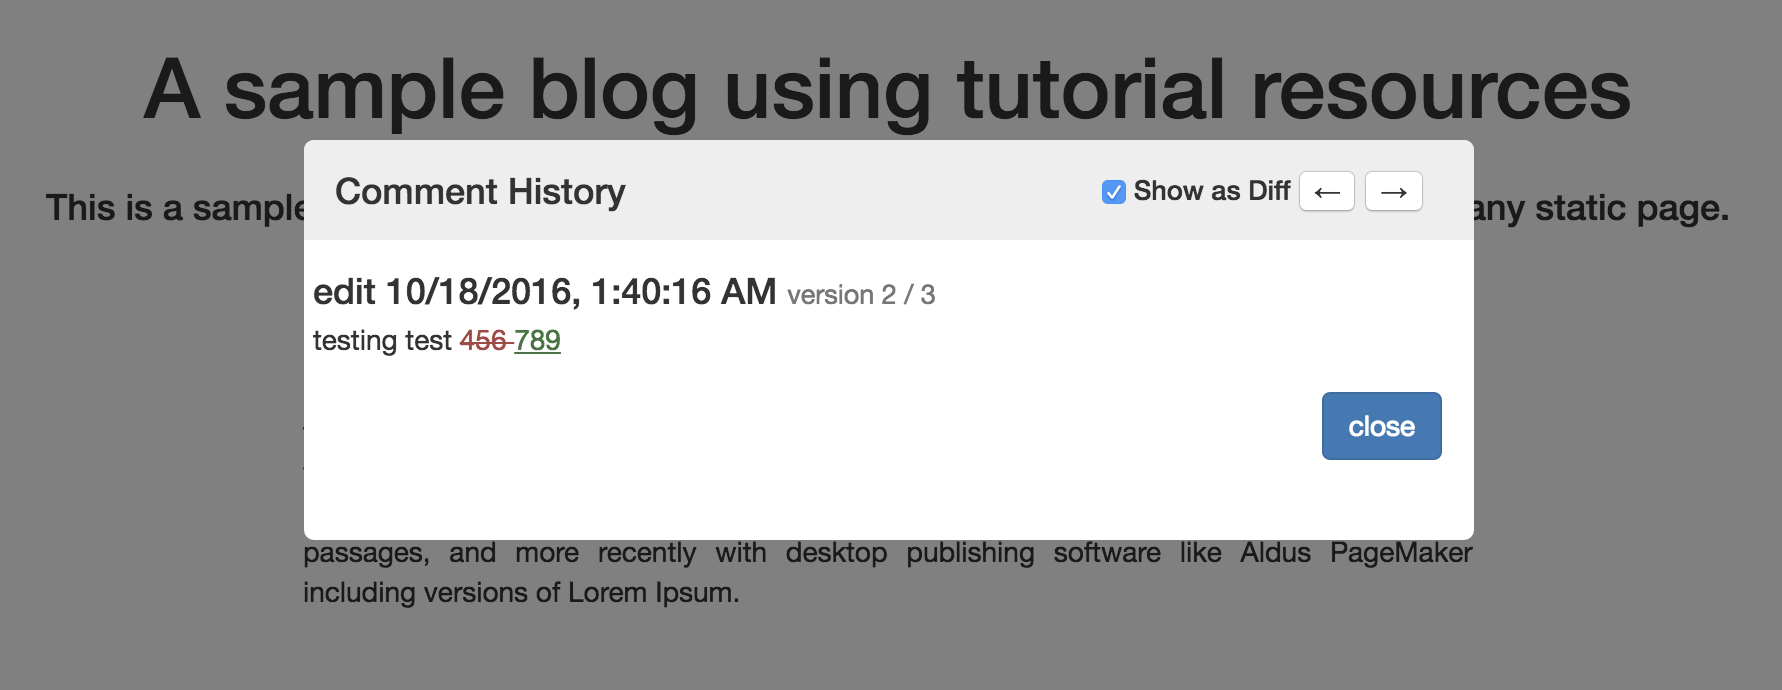 A sample blog using tutorial resources
Comment History Show as Diff ← →
This is a sample any static page.
edit 10/18/2016, 1:40:16 AM version 2 / 3
testing test 456 789
close
passages, and more recently with desktop publishing software like Aldus PageMaker
including versions of Lorem Ipsum.